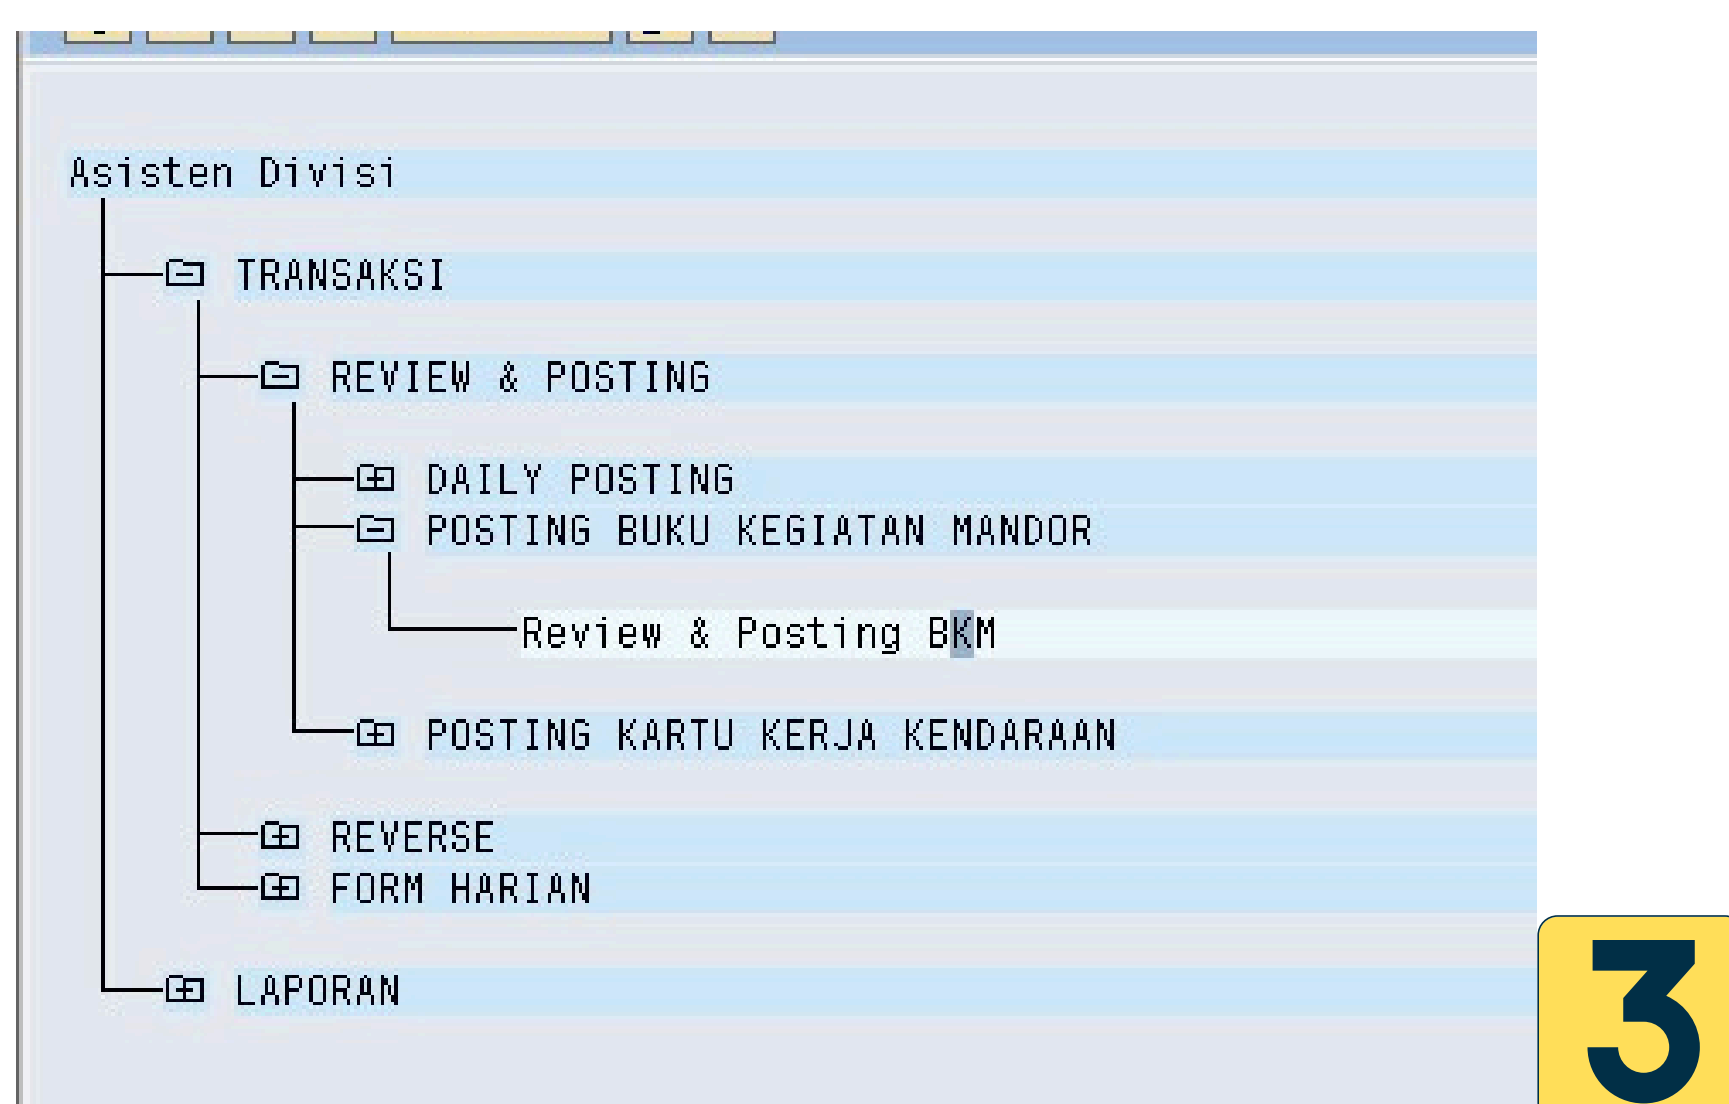 Asisten Divisi
TRANSAKSI
REVIEW & POSTING
DAILY POSTING
POSTING BUKU KEGIATAN MANDOR
Review & Posting BKM
POSTING KARTU KERJA KENDARAAN
REVERSE
FORM HARIAN
LAPORAN
3